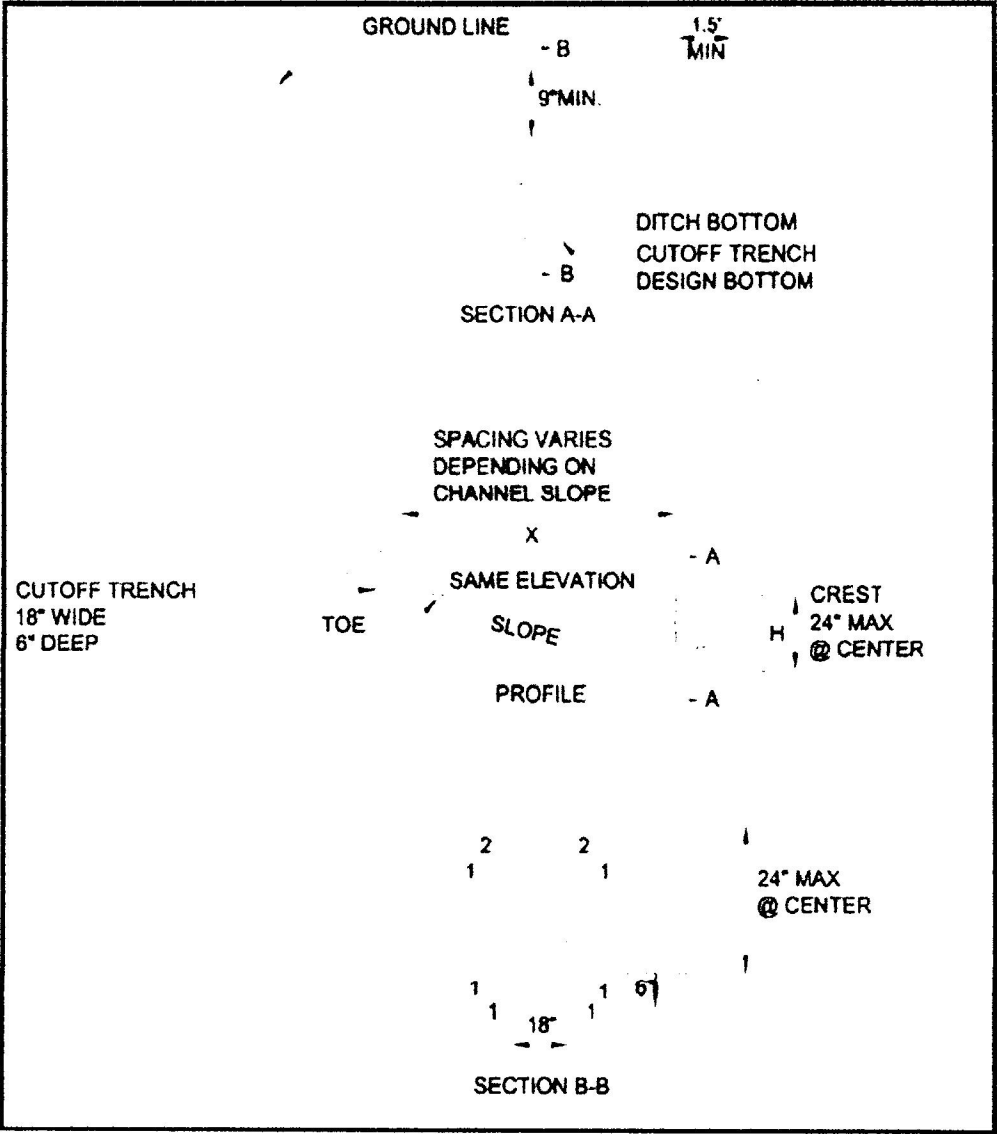 GROUND LINE
- B
1.5'
MIN
9"MIN.
DITCH BOTTOM
CUTOFF TRENCH
DESIGN BOTTOM
- B
SECTION A-A
SPACING VARIES
DEPENDING ON
CHANNEL SLOPE
X
- A
SAME ELEVATION
CUTOFF TRENCH
18" WIDE
6" DEEP
TOE
SLOPE
H
CREST
24" MAX
@ CENTER
PROFILE
- A
2 2
1 1
24" MAX
@ CENTER
1 1 6"
1 1
18"
SECTION B-B